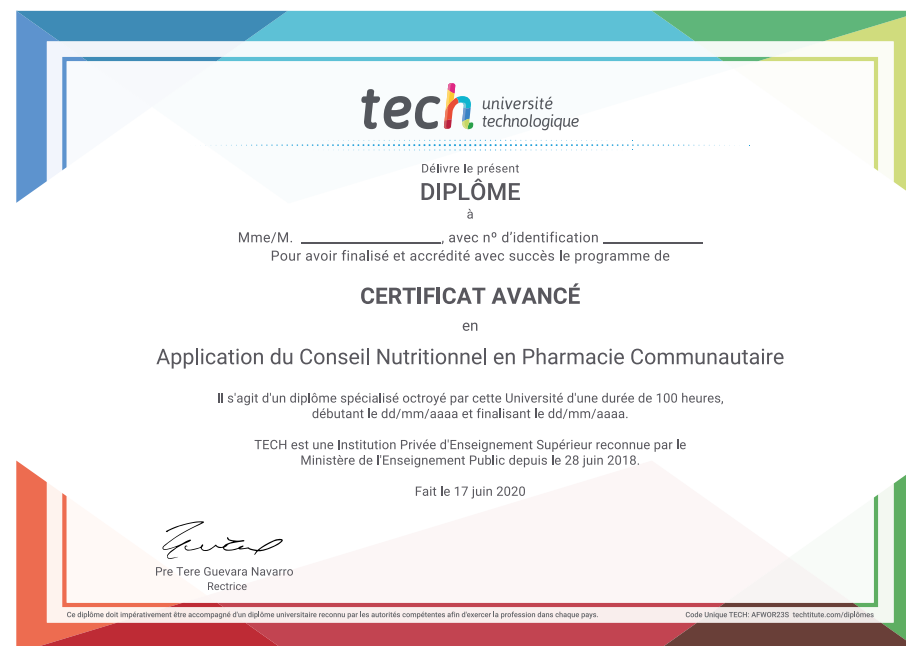 tech université
technologique
Délivre le présent
DIPLÔME
à
Mme/M. ____________________, avec nº d'identification ______________
Pour avoir finalisé et accrédité avec succès le programme de
CERTIFICAT AVANCÉ
en
Application du Conseil Nutritionnel en Pharmacie Communautaire
Il s'agit d'un diplôme spécialisé octroyé par cette Université d'une durée de 100 heures,
débutant le dd/mm/aaaa et finalisant le dd/mm/aaaa.
TECH est une Institution Privée d'Enseignement Supérieur reconnue par le
Ministère de l'Enseignement Public depuis le 28 juin 2018.
Fait le 17 juin 2020
Pre Tere Guevara Navarro
Rectrice
Ce diplôme doit impérativement être accompagné d'un diplôme universitaire reconnu par les autorités compétentes afin d'exercer la profession dans chaque pays.
Code Unique TECH: AFWOR23S techtitute.com/diplômes